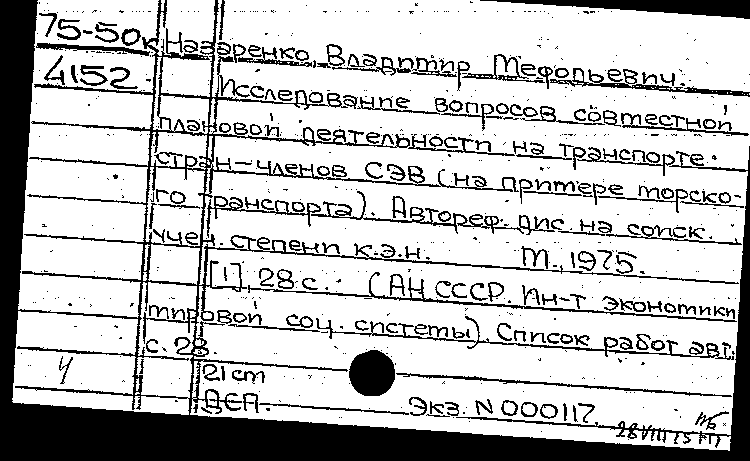 75-50к Назаренко, Владимир Мефодьевич.
4152 Исследование вопросов совместной
плановой деятельности на транспорте
стран-членов СЭВ (на примере морско-
го транспорта). Автореф. дис. на соиск.
учен. степени к.э.н. М., 1975.
[1], 28 с. (АН СССР. Ин-т экономики
мировой соц. системы). Список работ авт.
с. 28.
21 см
ДЕП. Экз. N 000117.
28 VIII 75